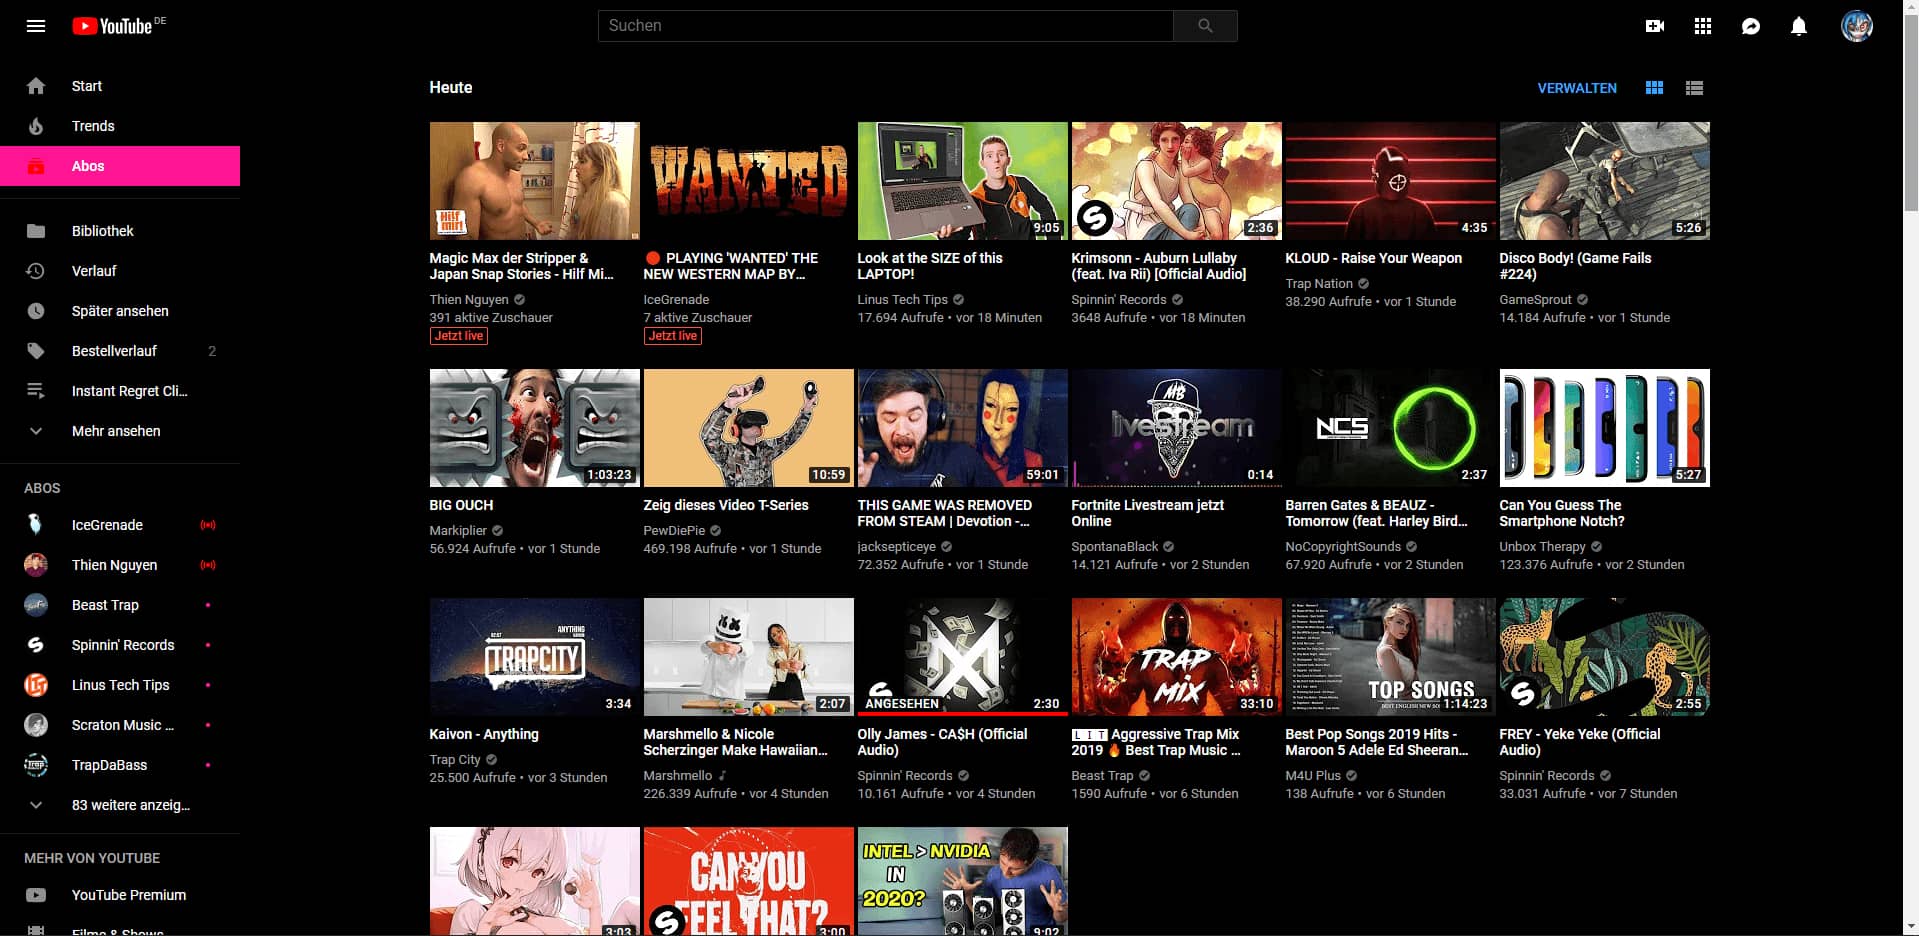 YouTube DE
Suchen
Start
Trends
Abos
Bibliothek
Verlauf
Später ansehen
Bestellverlauf 2
Instant Regret Cli...
Mehr ansehen
ABOS
IceGrenade
Thien Nguyen
Beast Trap
Spinnin' Records
Linus Tech Tips
Scraton Music ...
TrapDaBass
83 weitere anzeig...
MEHR VON YOUTUBE
YouTube Premium
Filme & Shows
Heute
VERWALTEN
Hilf mir!
Magic Max der Stripper &
Japan Snap Stories - Hilf Mi...
Thien Nguyen
391 aktive Zuschauer
Jetzt live
WANTED
🔴 PLAYING 'WANTED' THE
NEW WESTERN MAP BY...
IceGrenade
7 aktive Zuschauer
Jetzt live
9:05
Look at the SIZE of this
LAPTOP!
Linus Tech Tips
17.694 Aufrufe • vor 18 Minuten
2:36
Krimsonn - Auburn Lullaby
(feat. Iva Rii) [Official Audio]
Spinnin' Records
3648 Aufrufe • vor 18 Minuten
4:35
KLOUD - Raise Your Weapon
Trap Nation
38.290 Aufrufe • vor 1 Stunde
5:26
Disco Body! (Game Fails
#224)
GameSprout
14.184 Aufrufe • vor 1 Stunde
1:03:23
BIG OUCH
Markiplier
56.924 Aufrufe • vor 1 Stunde
10:59
Zeig dieses Video T-Series
PewDiePie
469.198 Aufrufe • vor 1 Stunde
59:01
THIS GAME WAS REMOVED
FROM STEAM | Devotion -...
jacksepticeye
72.352 Aufrufe • vor 1 Stunde
MB
livestream
0:14
Fortnite Livestream jetzt
Online
SpontanaBlack
14.121 Aufrufe • vor 2 Stunden
NCS
2:37
Barren Gates & BEAUZ -
Tomorrow (feat. Harley Bird...
NoCopyrightSounds
67.920 Aufrufe • vor 2 Stunden
5:27
Can You Guess The
Smartphone Notch?
Unbox Therapy
123.376 Aufrufe • vor 2 Stunden
ANYTHING
KAIVON
TRAPCITY
3:34
Kaivon - Anything
Trap City
25.500 Aufrufe • vor 3 Stunden
2:07
Marshmello & Nicole
Scherzinger Make Hawaiian...
Marshmello
226.339 Aufrufe • vor 4 Stunden
ANGESEHEN
2:30
Olly James - CA$H (Official
Audio)
Spinnin' Records
10.161 Aufrufe • vor 4 Stunden
TRAP
MIX
33:10
🄻🄸🅃 Aggressive Trap Mix
2019 🔥 Best Trap Music ...
Beast Trap
1590 Aufrufe • vor 6 Stunden
TOP SONGS
1:14:23
Best Pop Songs 2019 Hits -
Maroon 5 Adele Ed Sheeran...
M4U Plus
138 Aufrufe • vor 6 Stunden
2:55
FREY - Yeke Yeke (Official
Audio)
Spinnin' Records
33.031 Aufrufe • vor 7 Stunden
3:03
CAN YOU
FEEL THAT?
3:00
INTEL > NVIDIA
IN
2020?
9:02